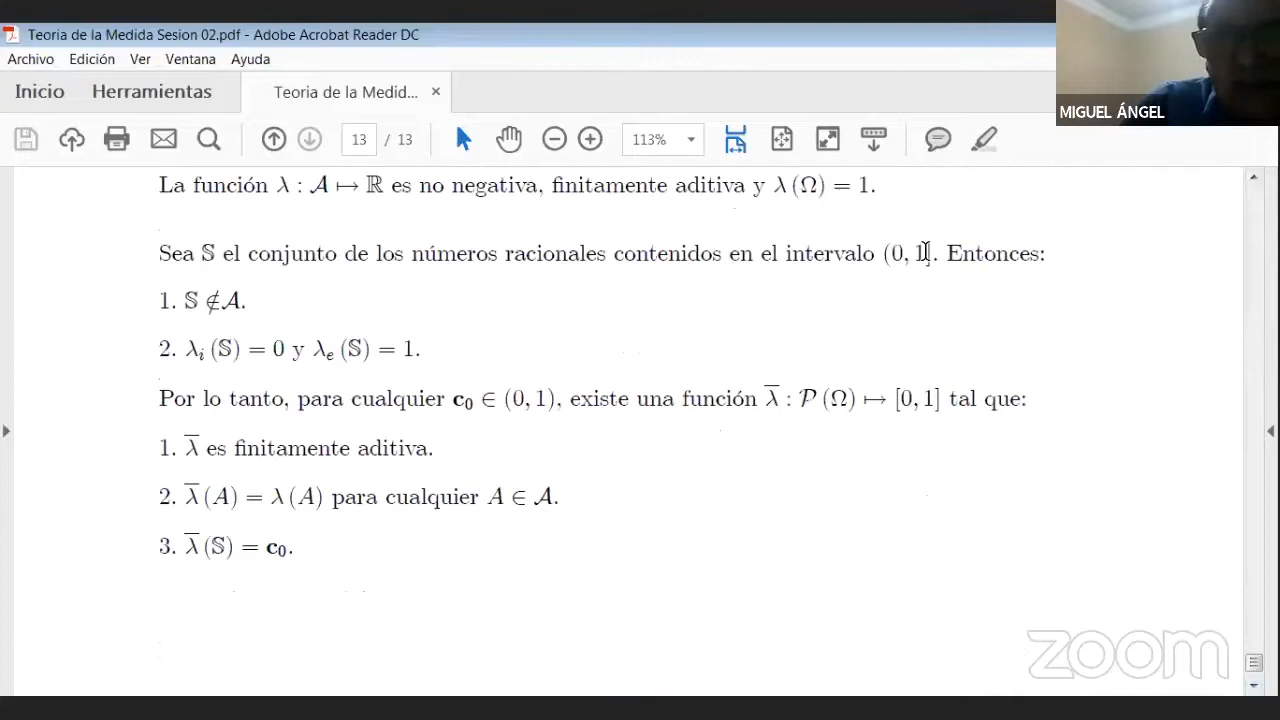 Teoria de la Medida Sesion 02.pdf - Adobe Acrobat Reader DC
Archivo Edición Ver Ventana Ayuda
Inicio Herramientas Teoria de la Medid... ×
13 / 13 113%
MIGUEL ÁNGEL
La función λ : 𝒜 ↦ ℝ es no negativa, finitamente aditiva y λ (Ω) = 1.
Sea 𝕊 el conjunto de los números racionales contenidos en el intervalo (0, 1]. Entonces:
1. 𝕊 ∉ 𝒜.
2. λᵢ (𝕊) = 0 y λₑ (𝕊) = 1.
Por lo tanto, para cualquier c₀ ∈ (0, 1), existe una función λ̅ : 𝒫 (Ω) ↦ [0, 1] tal que:
1. λ̅ es finitamente aditiva.
2. λ̅ (A) = λ (A) para cualquier A ∈ 𝒜.
3. λ̅ (𝕊) = c₀.
zoom